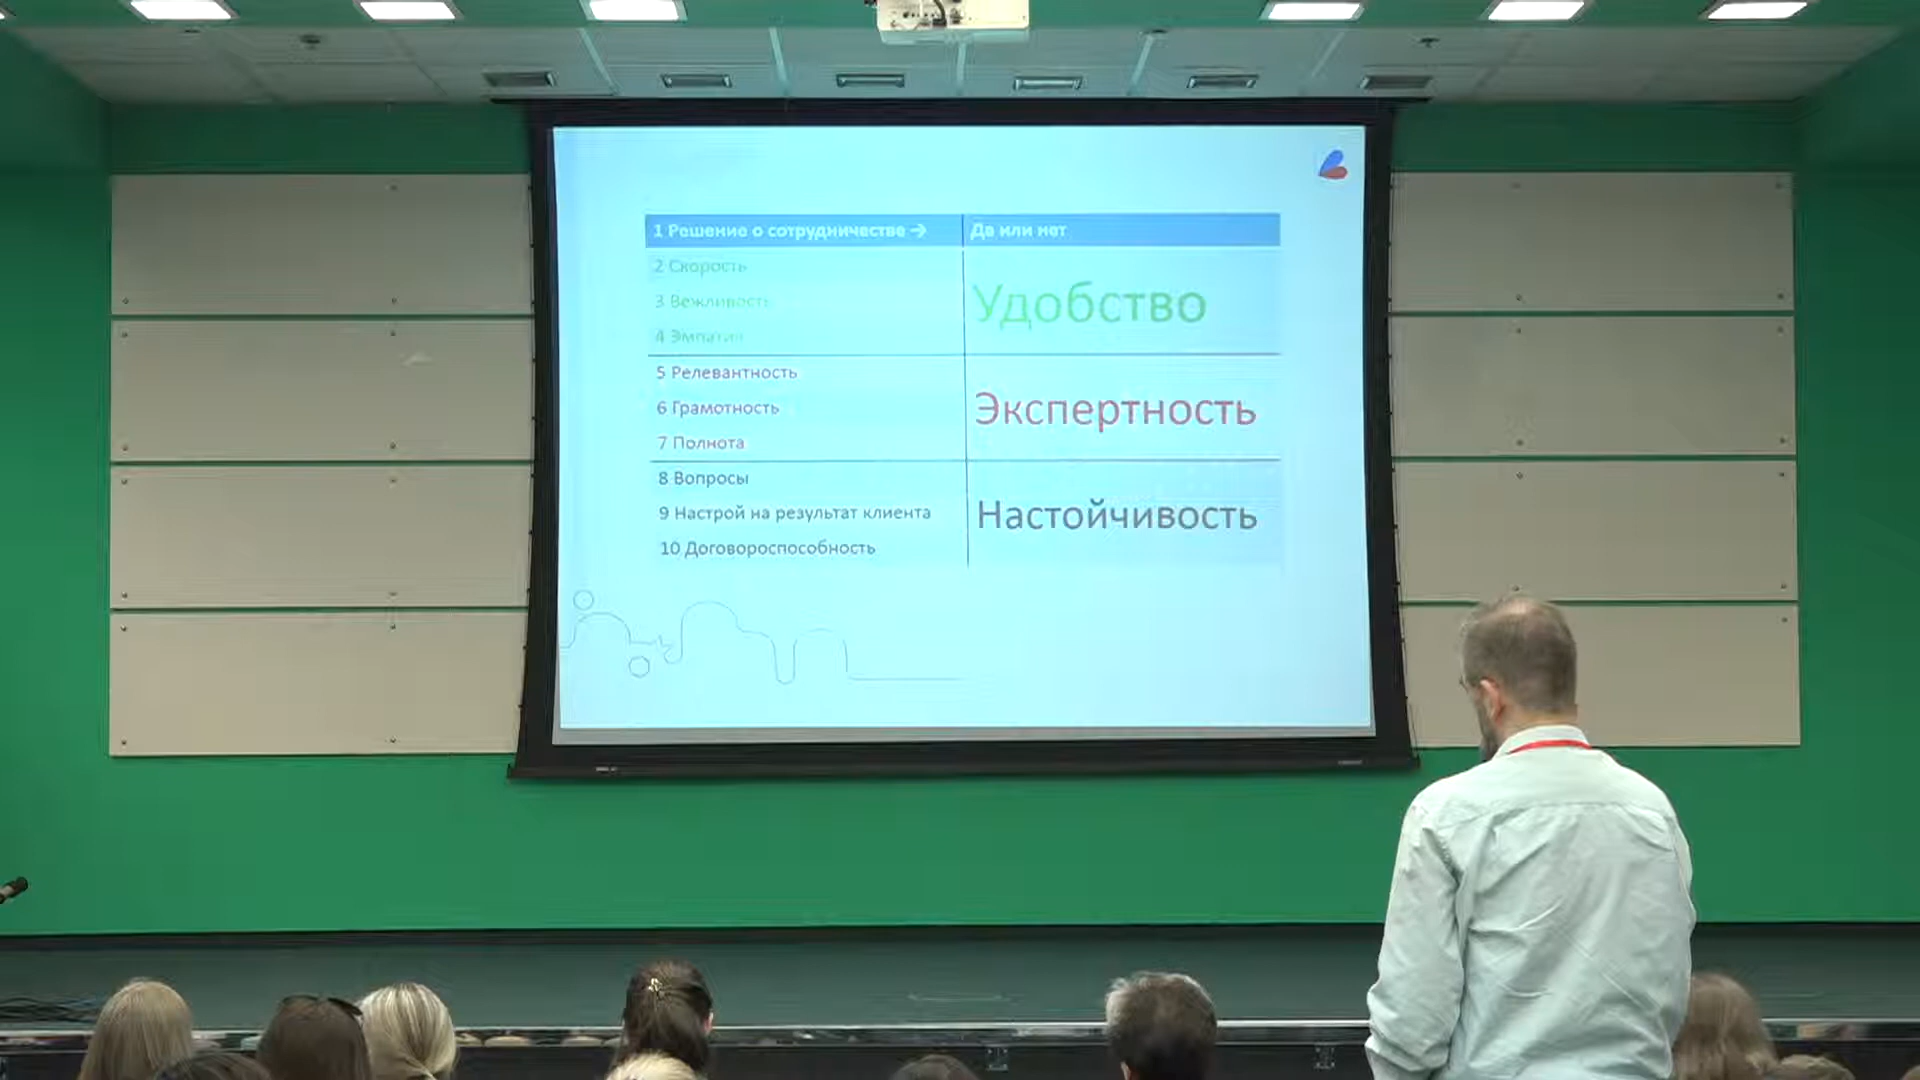 1 Решение о сотрудничестве → Да или нет
2 Скорость
3 Вежливость
4 Эмпатия
Удобство
5 Релевантность
6 Грамотность
7 Полнота
Экспертность
8 Вопросы
9 Настрой на результат клиента
10 Договороспособность
Настойчивость